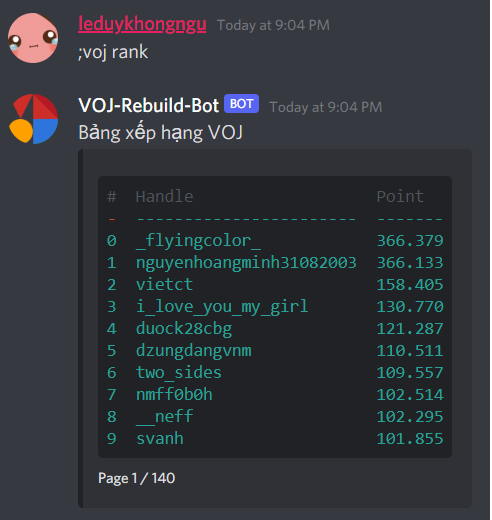 leduykhongngu Today at 9:04 PM
;voj rank
VOJ-Rebuild-Bot BOT Today at 9:04 PM
Bảng xếp hạng VOJ
# Handle Point
- ----------------------- -------
0 _flyingcolor_ 366.379
1 nguyenhoangminh31082003 366.133
2 vietct 158.405
3 i_love_you_my_girl 130.770
4 duock28cbg 121.287
5 dzungdangvnm 110.511
6 two_sides 109.557
7 nmff0b0h 102.514
8 __neff 102.295
9 svanh 101.855
Page 1 / 140